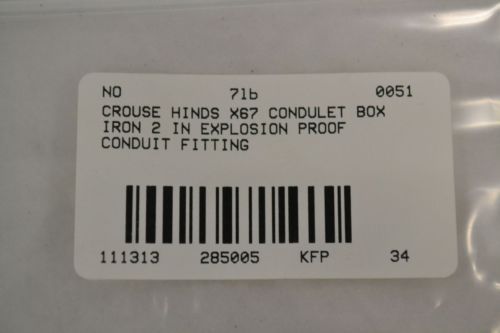 NO 7lb 0051
CROUSE HINDS X67 CONDULET BOX
IRON 2 IN EXPLOSION PROOF
CONDUIT FITTING
111313 285005 KFP 34